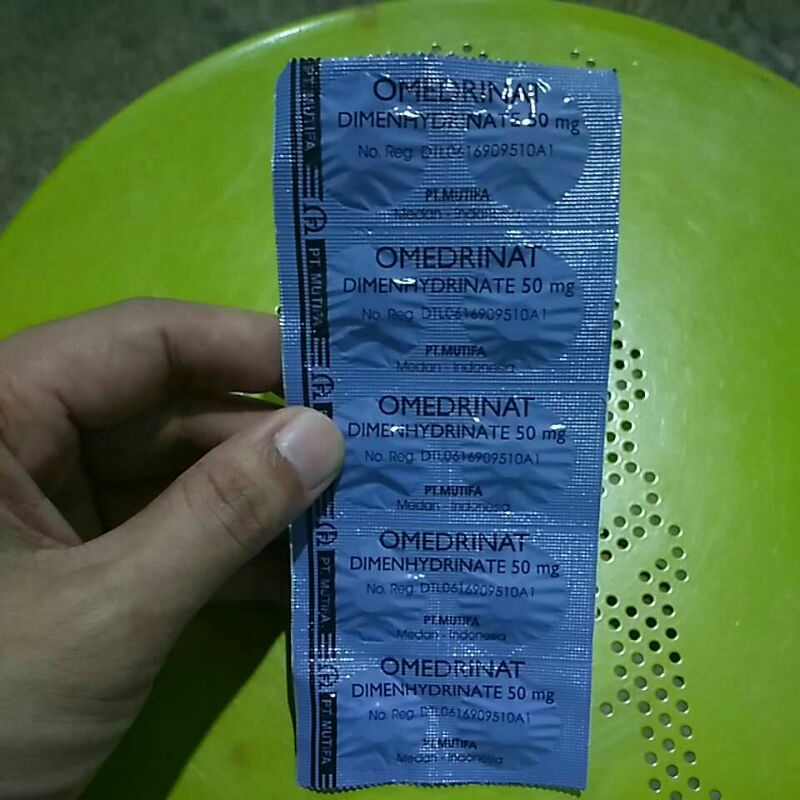 OMEDRINAT
DIMENHYDRINATE 50 mg
No. Reg. DTL0616909510A1
PT.MUTIFA
Medan - Indonesia
OMEDRINAT
DIMENHYDRINATE 50 mg
No. Reg. DTL0616909510A1
PT.MUTIFA
Medan - Indonesia
OMEDRINAT
DIMENHYDRINATE 50 mg
No. Reg. DTL0616909510A1
PT.MUTIFA
Medan - Indonesia
OMEDRINAT
DIMENHYDRINATE 50 mg
No. Reg. DTL0616909510A1
PT.MUTIFA
Medan - Indonesia
OMEDRINAT
DIMENHYDRINATE 50 mg
No. Reg. DTL0616909510A1
PT.MUTIFA
Medan - Indonesia
PT. MUTIFA
PT. MUTIFA
PT. MUTIFA
PT. MUTIFA